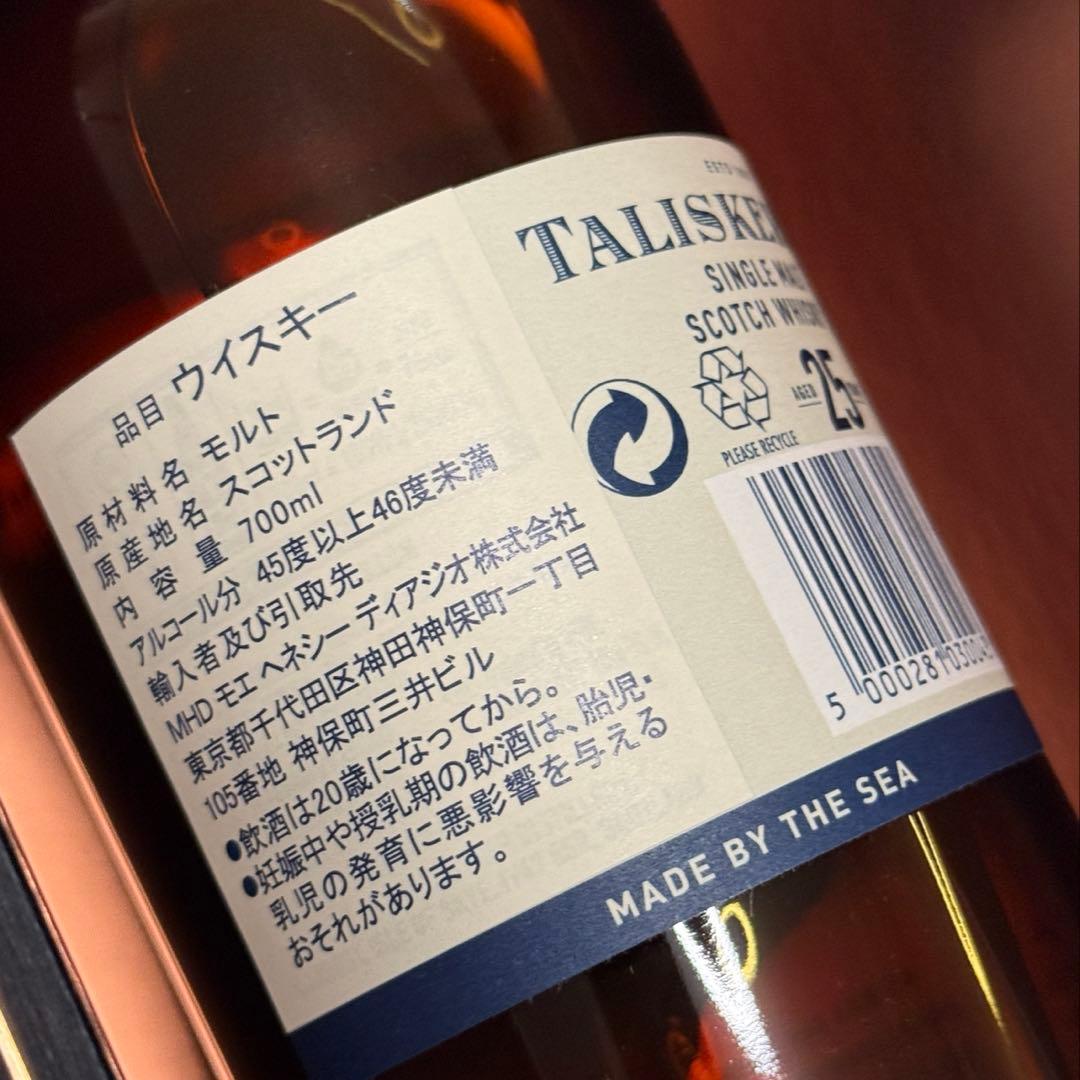 品目 ウイスキー
原材料名 モルト
原産地名 スコットランド
内容量 700ml
アルコール分 45度以上46度未満
輸入者及び引取先
MHD モエ ヘネシー ディアジオ株式会社
東京都千代田区神田神保町一丁目
105番地 神保町三井ビル
●飲酒は20歳になってから。
●妊娠中や授乳期の飲酒は、胎児・
乳児の発育に悪影響を与える
おそれがあります。
ESTD
TALISKE
SINGLE
SCOTCH
AGED 25
PLEASE RECYCLE
5 000281
MADE BY THE SEA